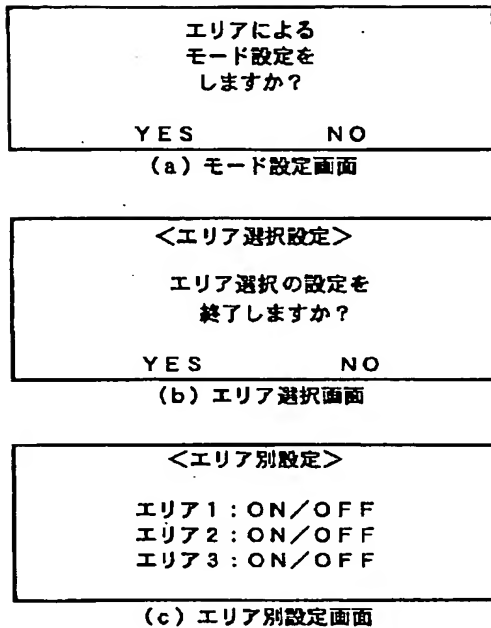 エリアによる
モード設定を
しますか？
ＹＥＳ　ＮＯ
（ａ）モード設定画面
＜エリア選択設定＞
エリア選択の設定を
終了しますか？
ＹＥＳ　ＮＯ
（ｂ）エリア選択画面
＜エリア別設定＞
エリア１：ＯＮ／ＯＦＦ
エリア２：ＯＮ／ＯＦＦ
エリア３：ＯＮ／ＯＦＦ
（ｃ）エリア別設定画面